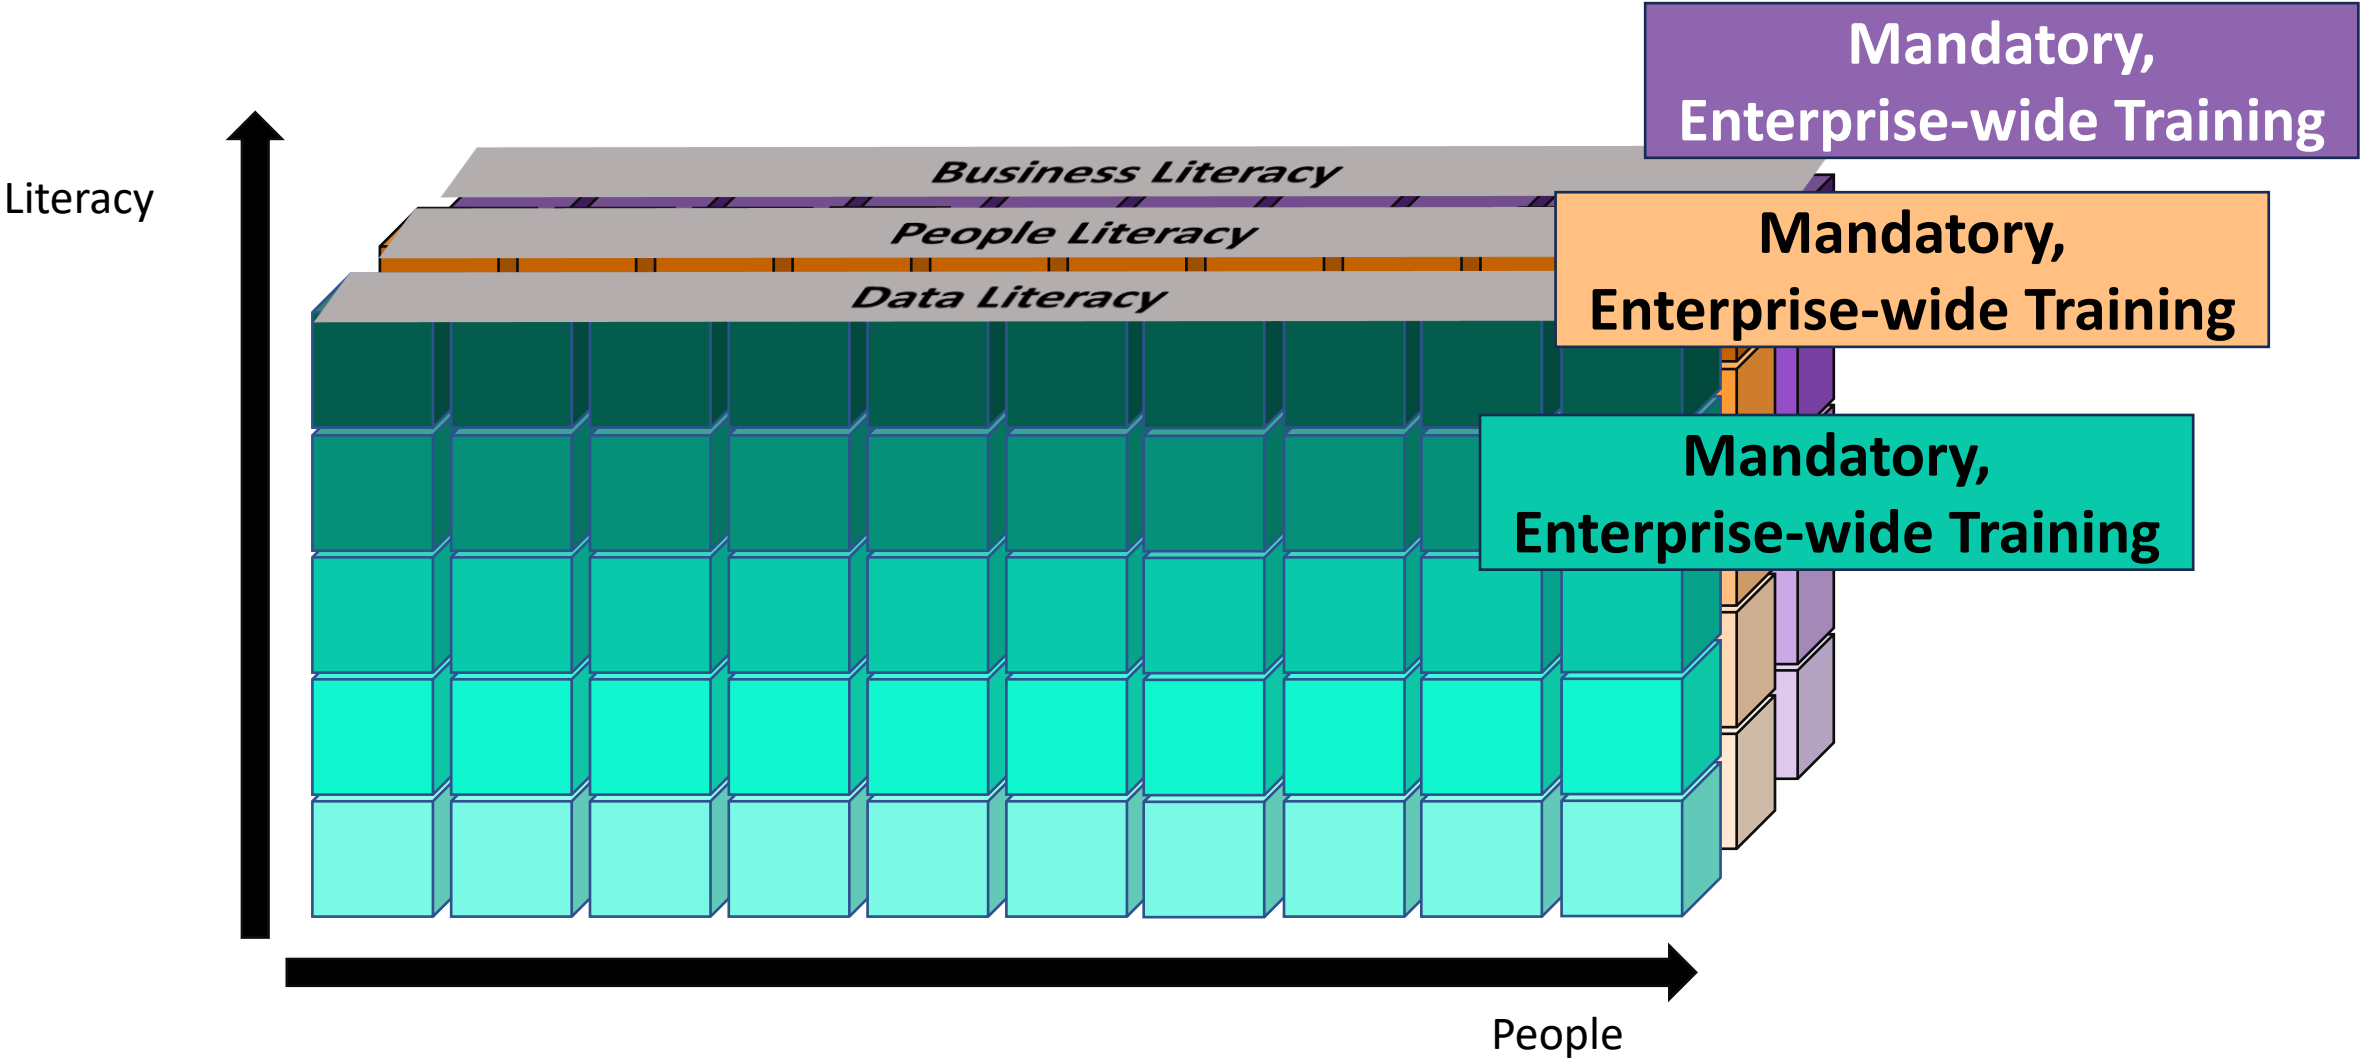 Mandatory,
Enterprise-wide Training
Literacy
Business Literacy
People Literacy
Mandatory,
Enterprise-wide Training
Data Literacy
Mandatory,
Enterprise-wide Training
People